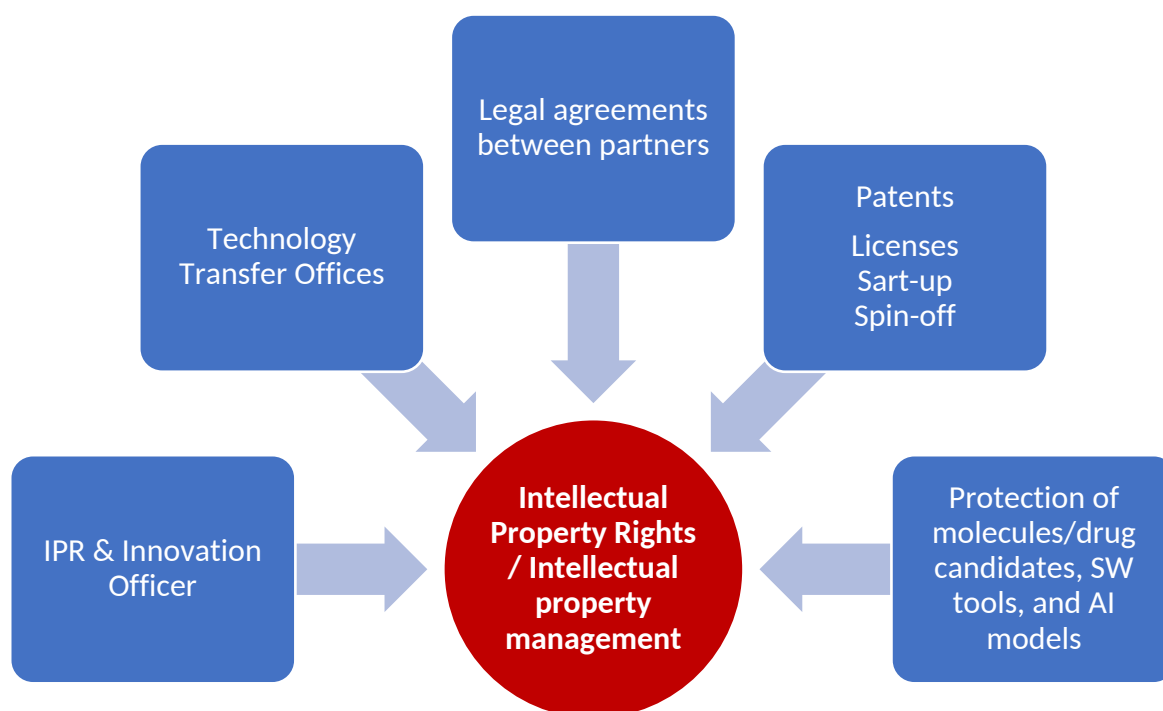 Legal agreements
between partners
Technology
Transfer Offices
Patents
Licenses
Sart-up
Spin-off
IPR & Innovation
Officer
Intellectual
Property Rights
/ Intellectual
property
management
Protection of
molecules/drug
candidates, SW
tools, and AI
models